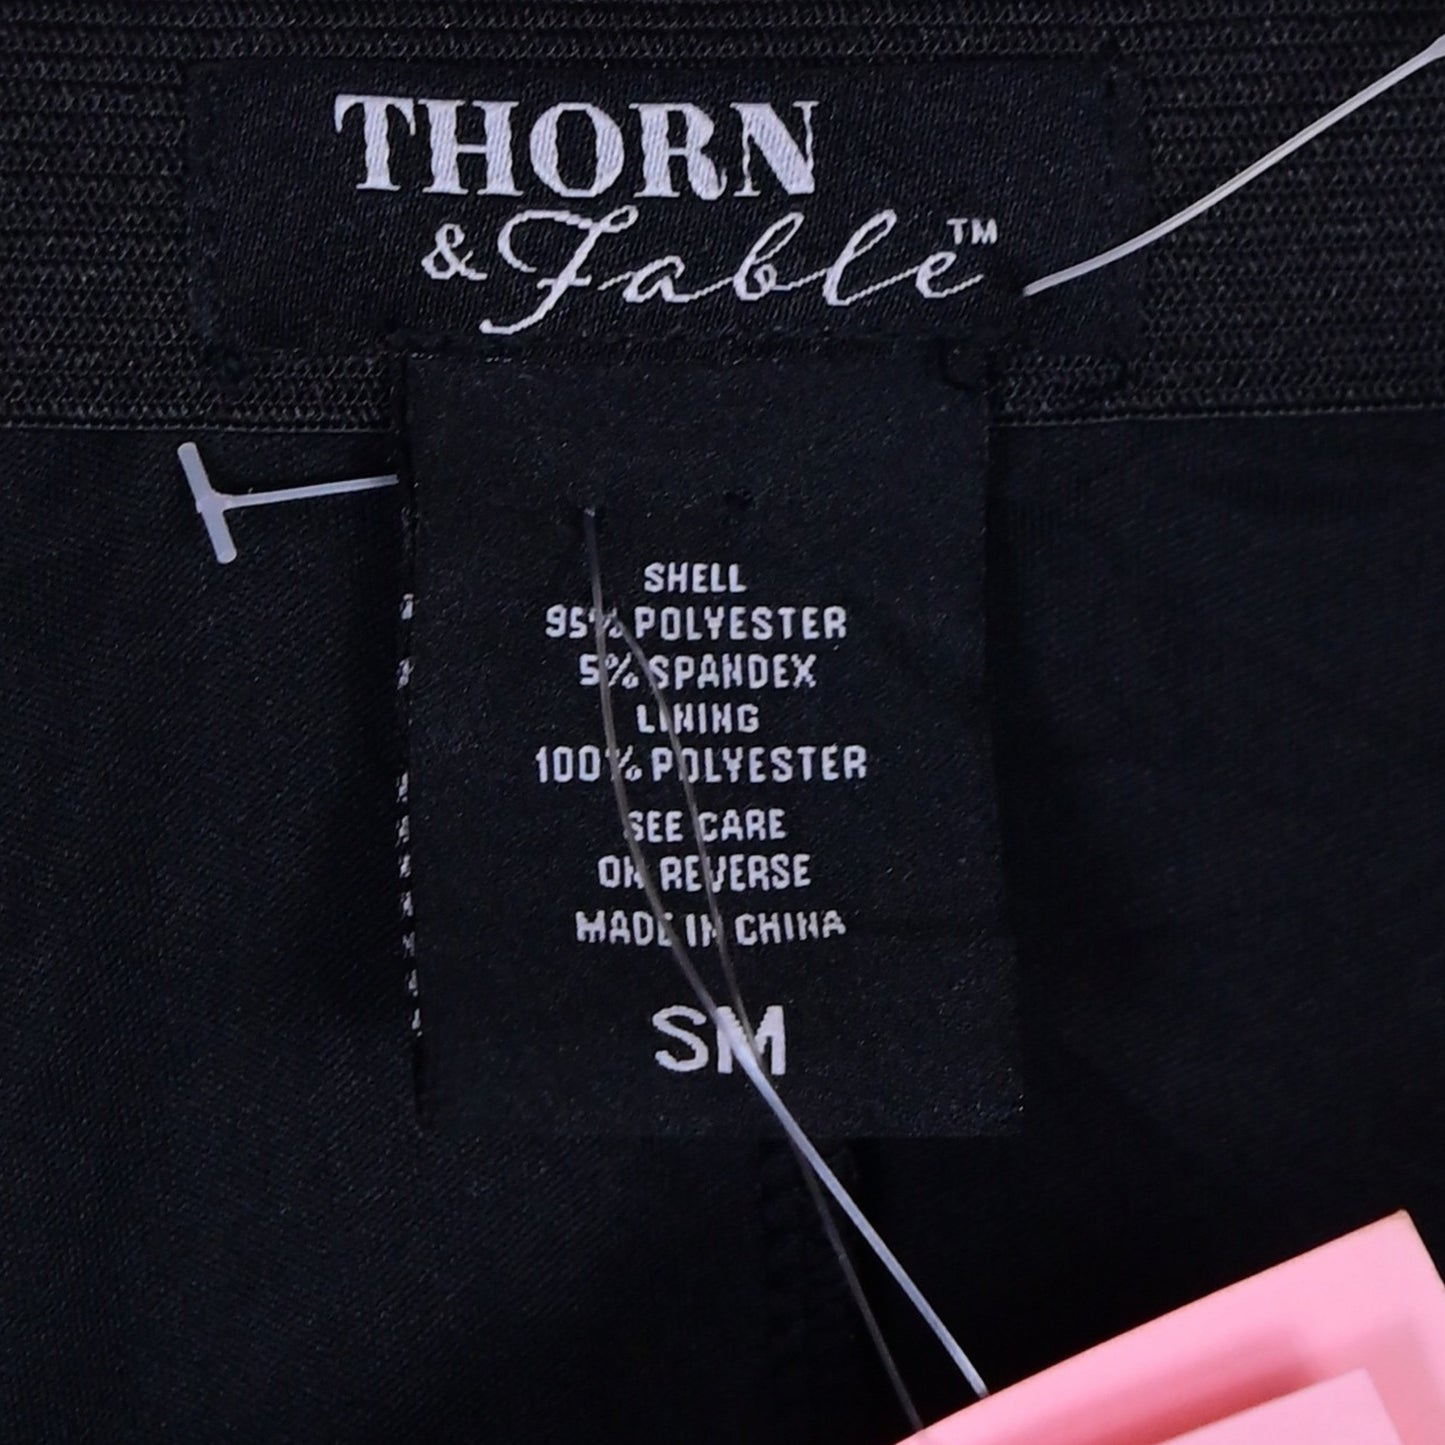 THORN
& Fable™
SHELL
95% POLYESTER
5% SPANDEX
LINING
100% POLYESTER
SEE CARE
ON REVERSE
MADE IN CHINA
SM